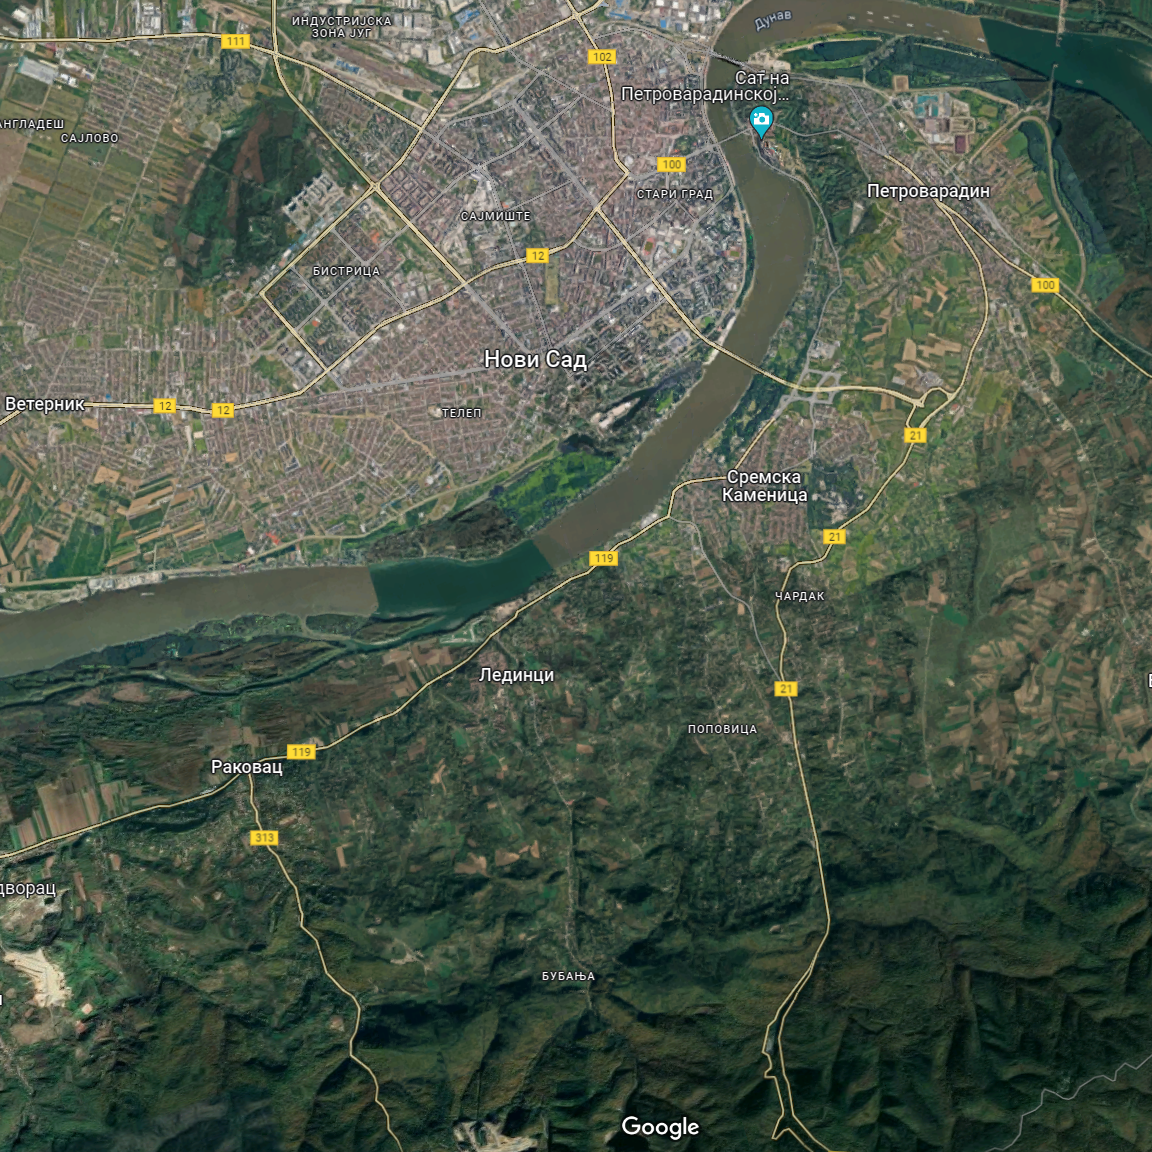 Дунав
ИНДУСТРИЈСКА
ЗОНА ЈУГ
111
102
Сат на
Петроварадинској...
АНГЛАДЕШ
САЈЛОВО
100
СТАРИ ГРАД
Петроварадин
САЈМИШТЕ
12
БИСТРИЦА
100
Нови Сад
Ветерник
12
12
ТЕЛЕП
21
Сремска
Каменица
21
119
ЧАРДАК
Лединци
21
ПОПОВИЦА
119
Раковац
313
дворац
БУБАЊА
Google